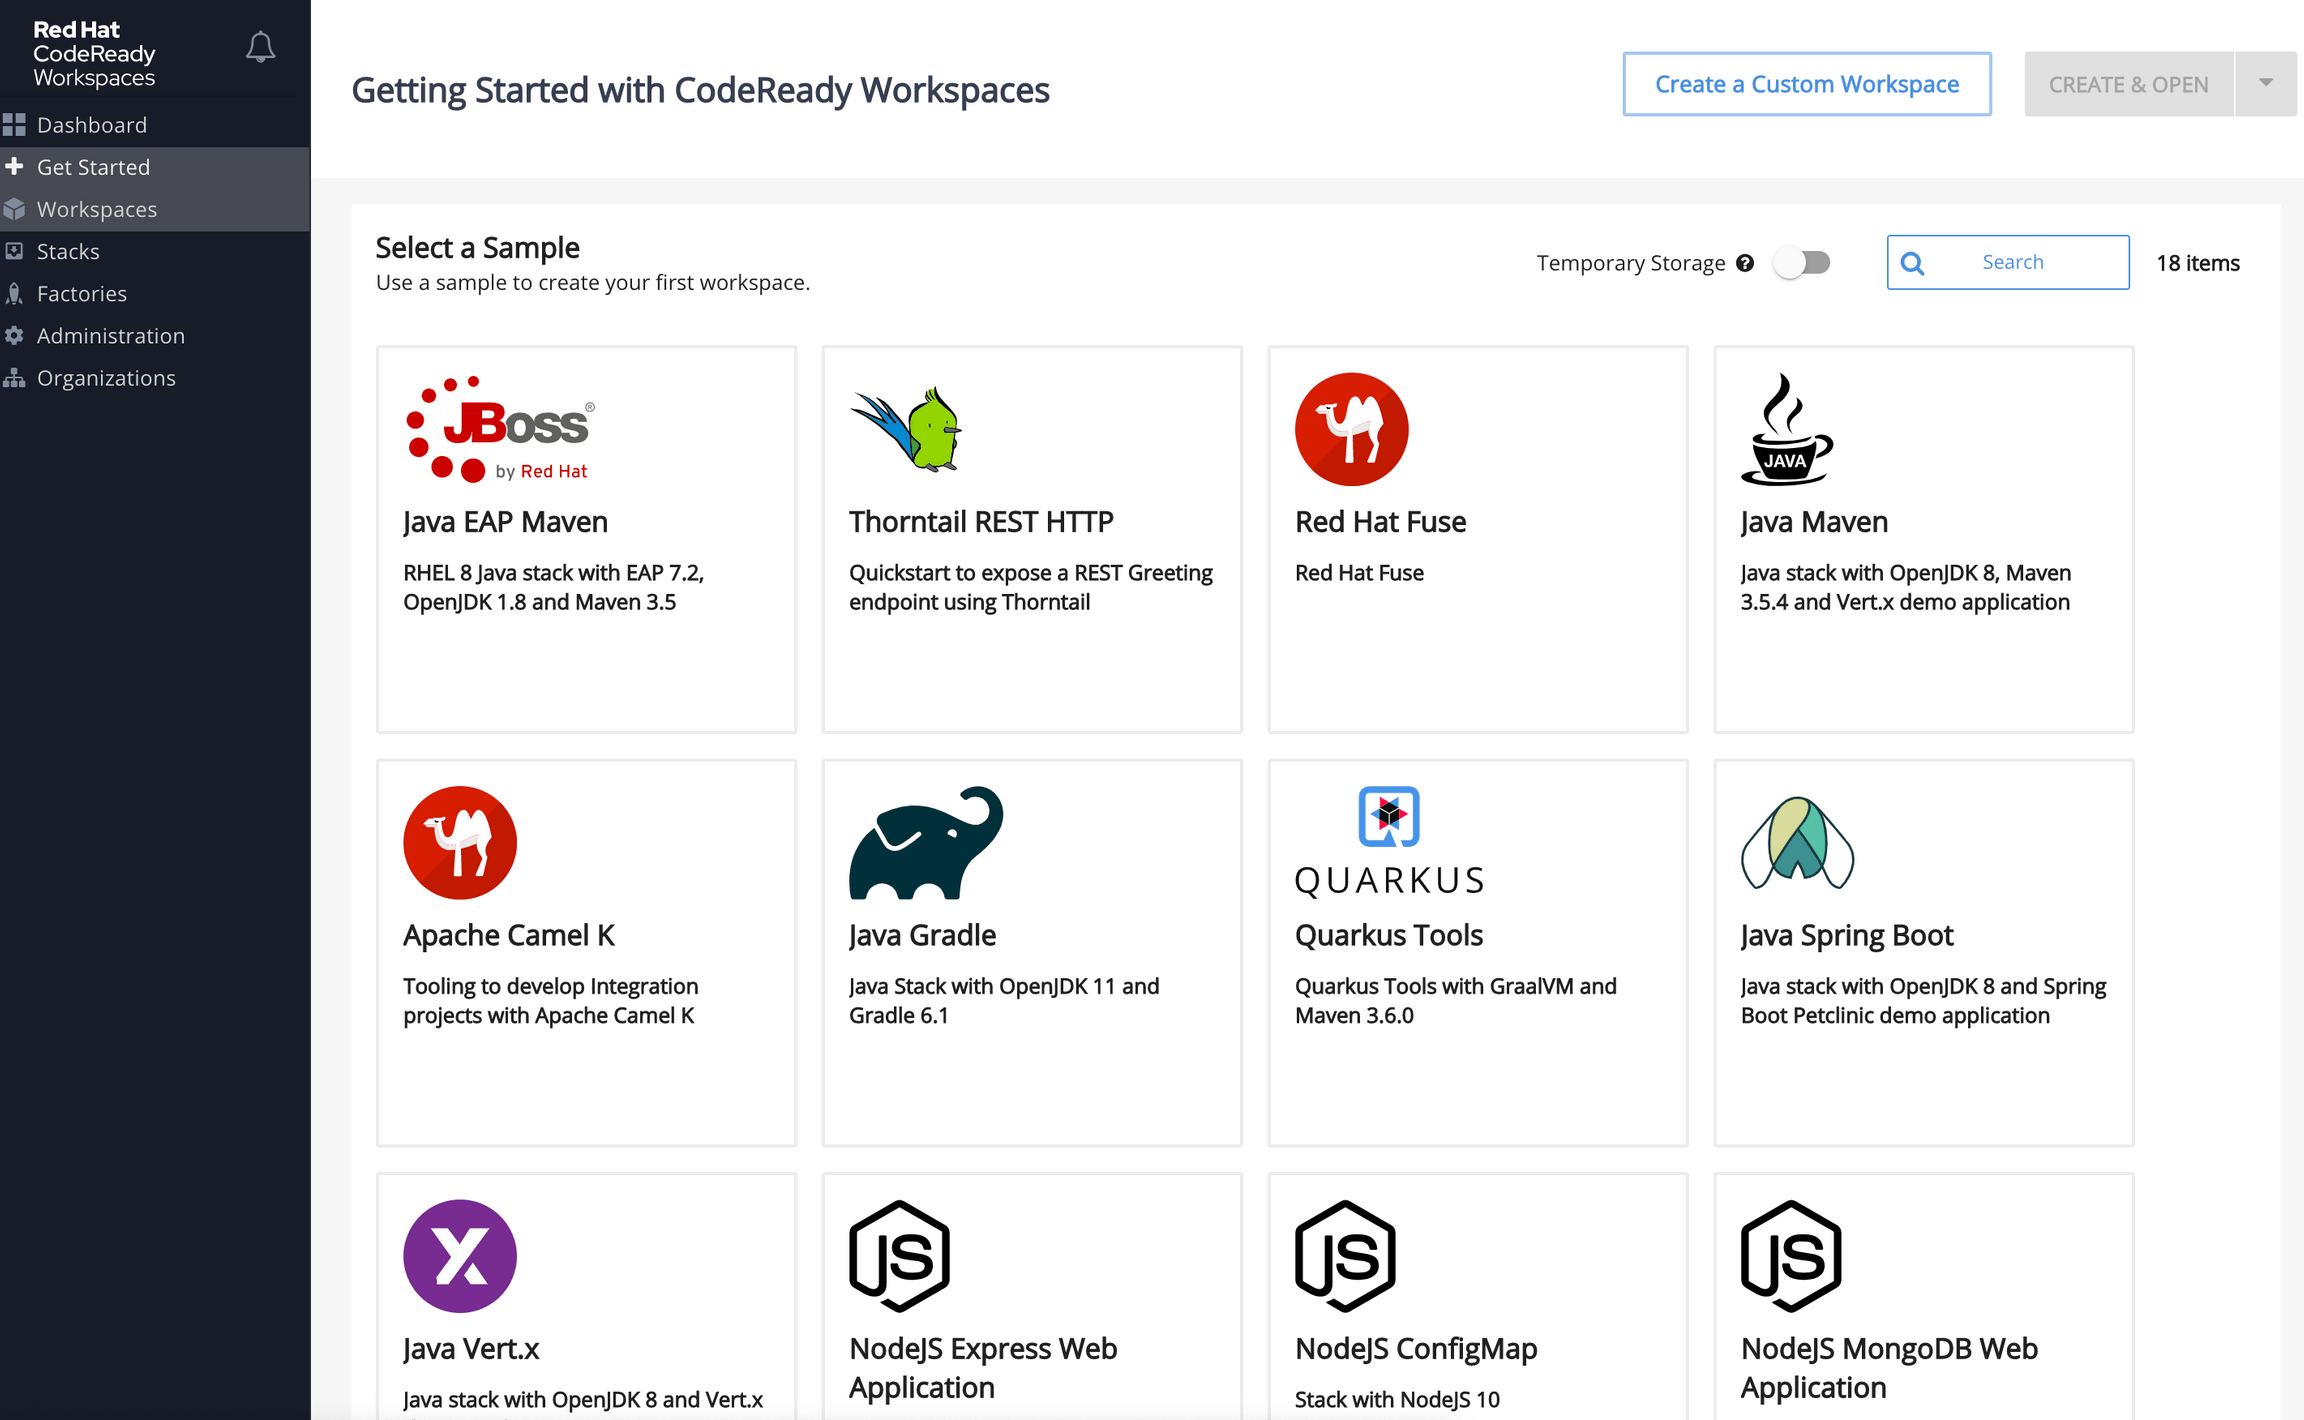 Red Hat
CodeReady
Workspaces
Dashboard
Get Started
Workspaces
Stacks
Factories
Administration
Organizations
Getting Started with CodeReady Workspaces
Create a Custom Workspace
CREATE & OPEN
Select a Sample
Use a sample to create your first workspace.
Temporary Storage
Search
18 items
JBoss®
by Red Hat
Java EAP Maven
RHEL 8 Java stack with EAP 7.2,
OpenJDK 1.8 and Maven 3.5
Thorntail REST HTTP
Quickstart to expose a REST Greeting
endpoint using Thorntail
Red Hat Fuse
Red Hat Fuse
JAVA
Java Maven
Java stack with OpenJDK 8, Maven
3.5.4 and Vert.x demo application
Apache Camel K
Tooling to develop Integration
projects with Apache Camel K
Java Gradle
Java Stack with OpenJDK 11 and
Gradle 6.1
QUARKUS
Quarkus Tools
Quarkus Tools with GraalVM and
Maven 3.6.0
Java Spring Boot
Java stack with OpenJDK 8 and Spring
Boot Petclinic demo application
X
Java Vert.x
Java stack with OpenJDK 8 and Vert.x
JS
NodeJS Express Web
Application
JS
NodeJS ConfigMap
Stack with NodeJS 10
JS
NodeJS MongoDB Web
Application